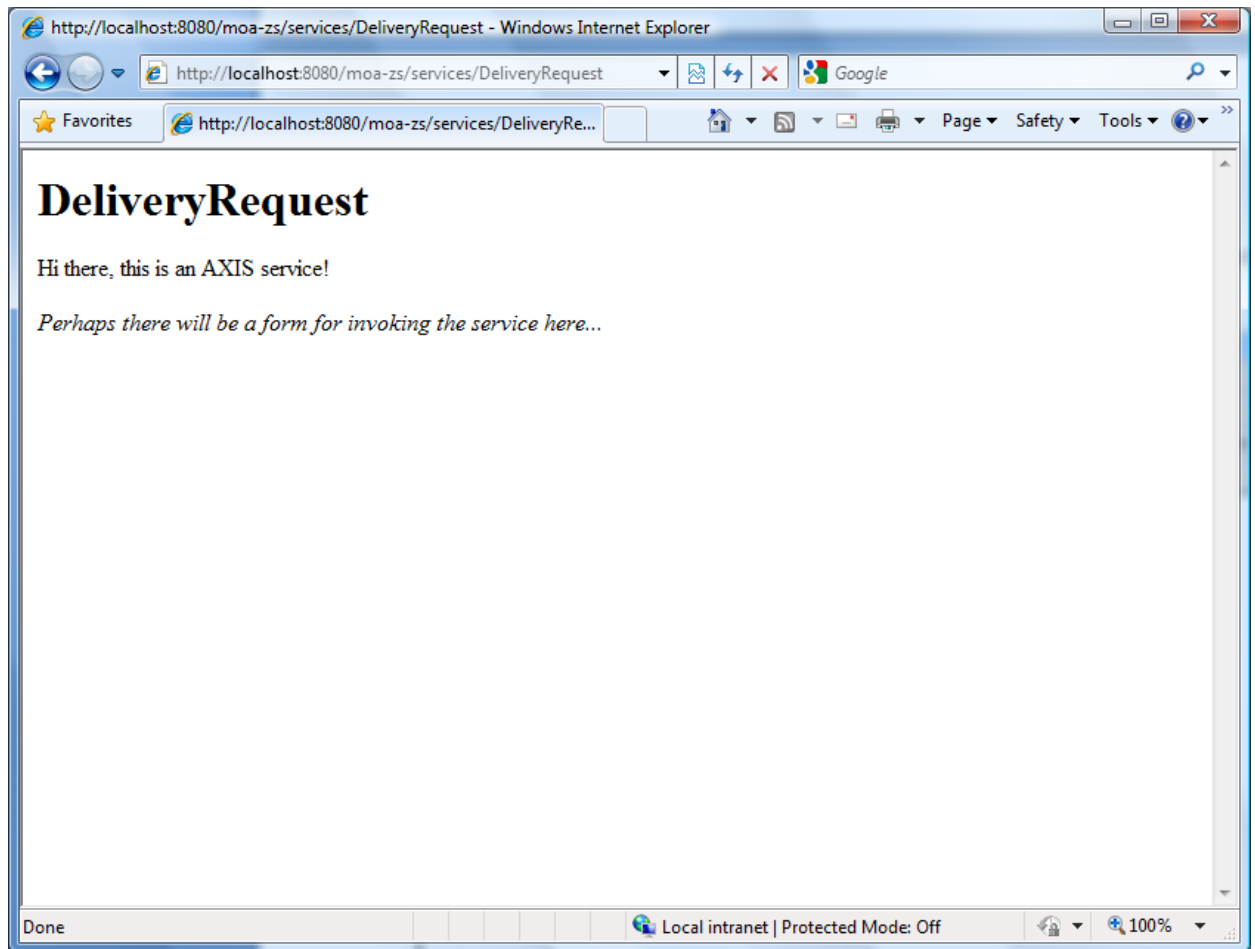 http://localhost:8080/moa-zs/services/DeliveryRequest - Windows Internet Explorer
http://localhost:8080/moa-zs/services/DeliveryRequest Google
Favorites http://localhost:8080/moa-zs/services/DeliveryRe... Page Safety Tools
DeliveryRequest
Hi there, this is an AXIS service!
Perhaps there will be a form for invoking the service here...
Done Local intranet | Protected Mode: Off 100%